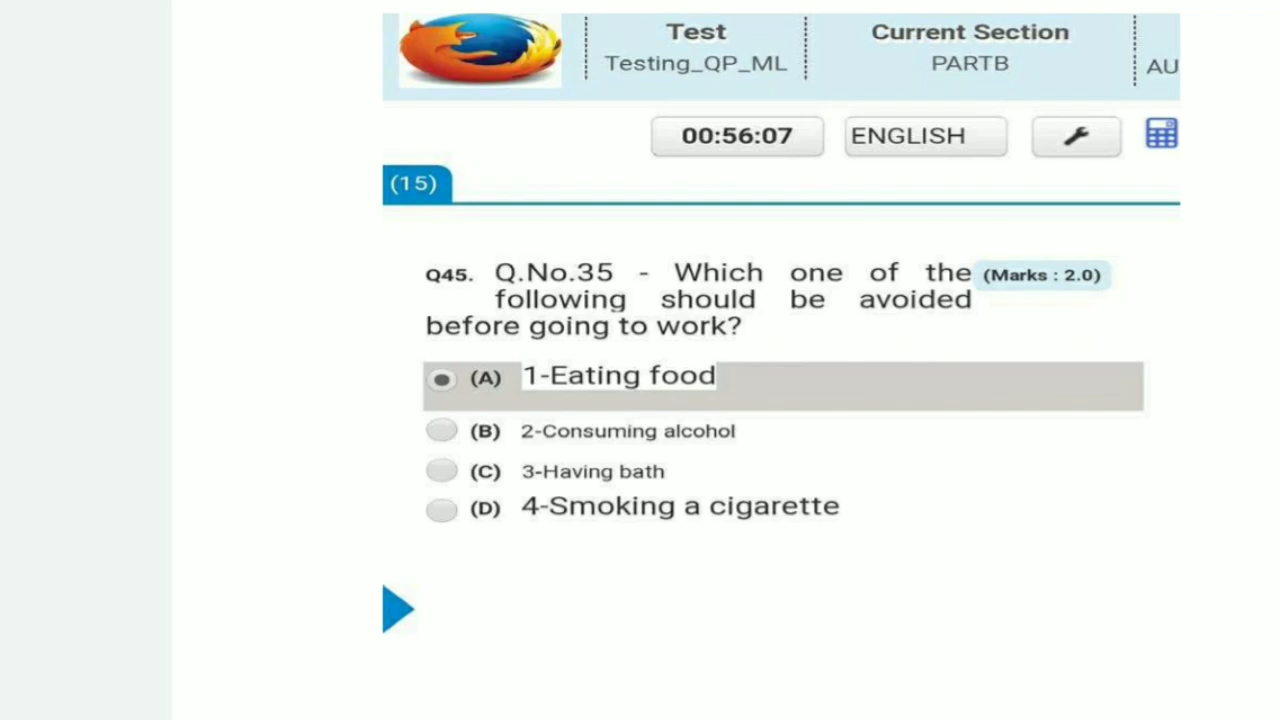 Test
Current Section
Testing_QP_ML
PARTB
AU
00:56:07
ENGLISH
(15)
Q45. Q.No.35 - Which one of the (Marks : 2.0)
following should be avoided
before going to work?
(A) 1-Eating food
(B) 2-Consuming alcohol
(C) 3-Having bath
(D) 4-Smoking a cigarette